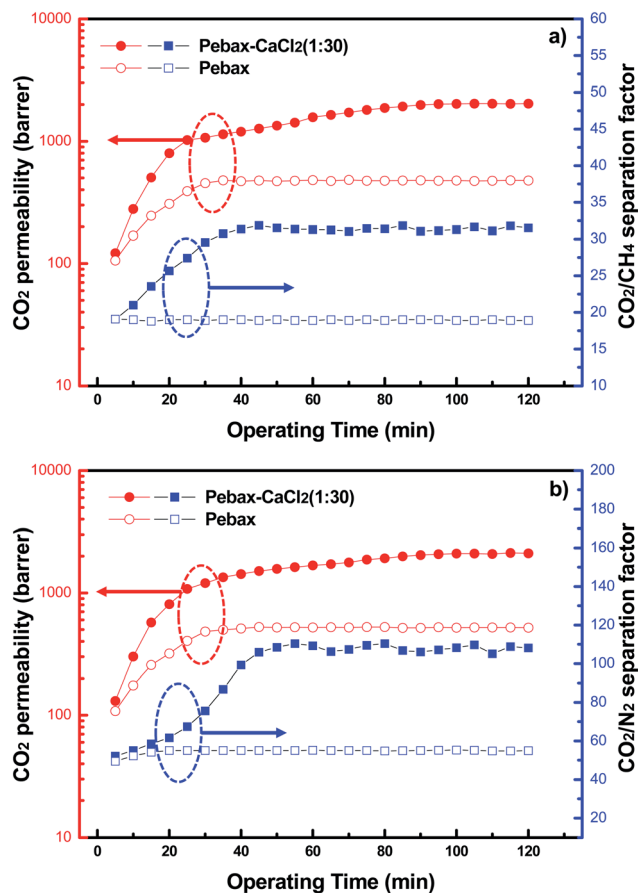 a)
Pebax-CaCl2(1:30)
Pebax
CO2 permeability (barrer)
10000
1000
100
10
CO2/CH4 separation factor
60
55
50
45
40
35
30
25
20
15
10
0 20 40 60 80 100 120
Operating Time (min)
b)
Pebax-CaCl2(1:30)
Pebax
CO2 permeability (barrer)
10000
1000
100
10
CO2/N2 separation factor
200
180
160
140
120
100
80
60
40
20
0 20 40 60 80 100 120
Operating Time (min)